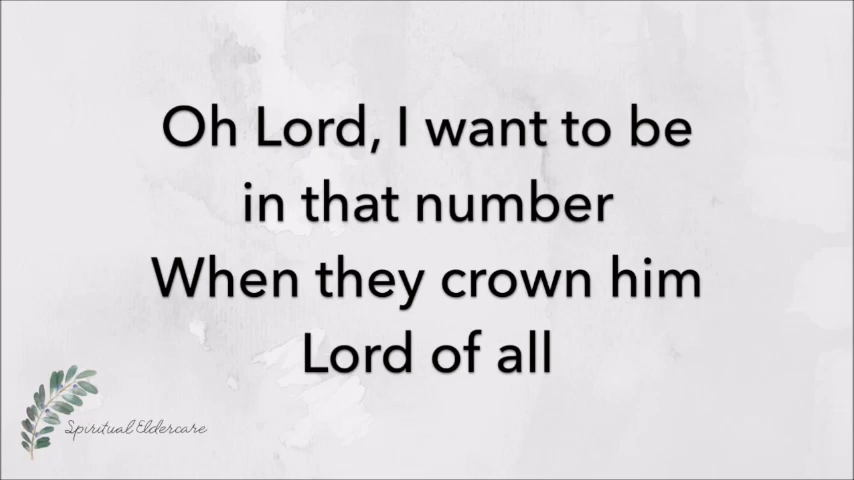 Oh Lord, I want to be
in that number
When they crown him
Lord of all
Spiritual Eldercare